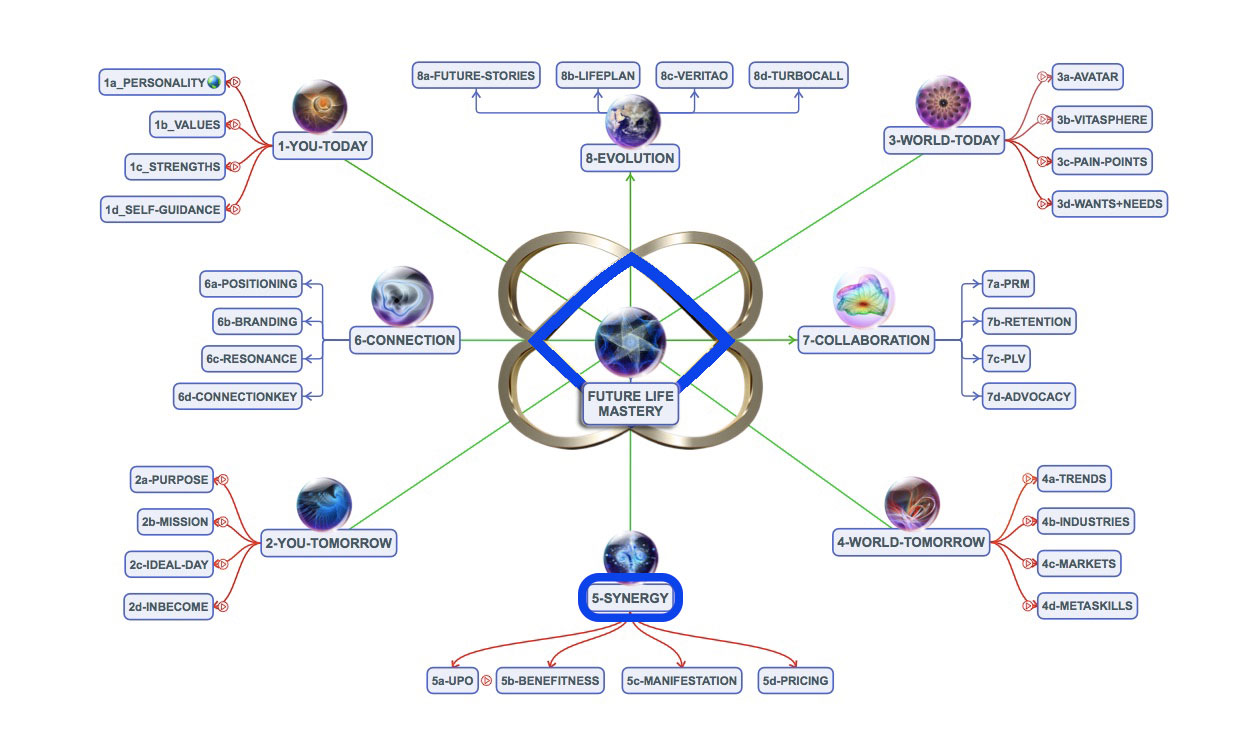 1a_PERSONALITY
1b_VALUES
1c_STRENGTHS
1d_SELF-GUIDANCE
1-YOU-TODAY
8a-FUTURE-STORIES
8b-LIFEPLAN
8c-VERITAO
8d-TURBOCALL
8-EVOLUTION
3-WORLD-TODAY
3a-AVATAR
3b-VITASPHERE
3c-PAIN-POINTS
3d-WANTS+NEEDS
6a-POSITIONING
6b-BRANDING
6c-RESONANCE
6d-CONNECTIONKEY
6-CONNECTION
FUTURE LIFE
MASTERY
7-COLLABORATION
7a-PRM
7b-RETENTION
7c-PLV
7d-ADVOCACY
2a-PURPOSE
2b-MISSION
2c-IDEAL-DAY
2d-INBECOME
2-YOU-TOMORROW
4-WORLD-TOMORROW
4a-TRENDS
4b-INDUSTRIES
4c-MARKETS
4d-METASKILLS
5-SYNERGY
5a-UPO
5b-BENEFITNESS
5c-MANIFESTATION
5d-PRICING